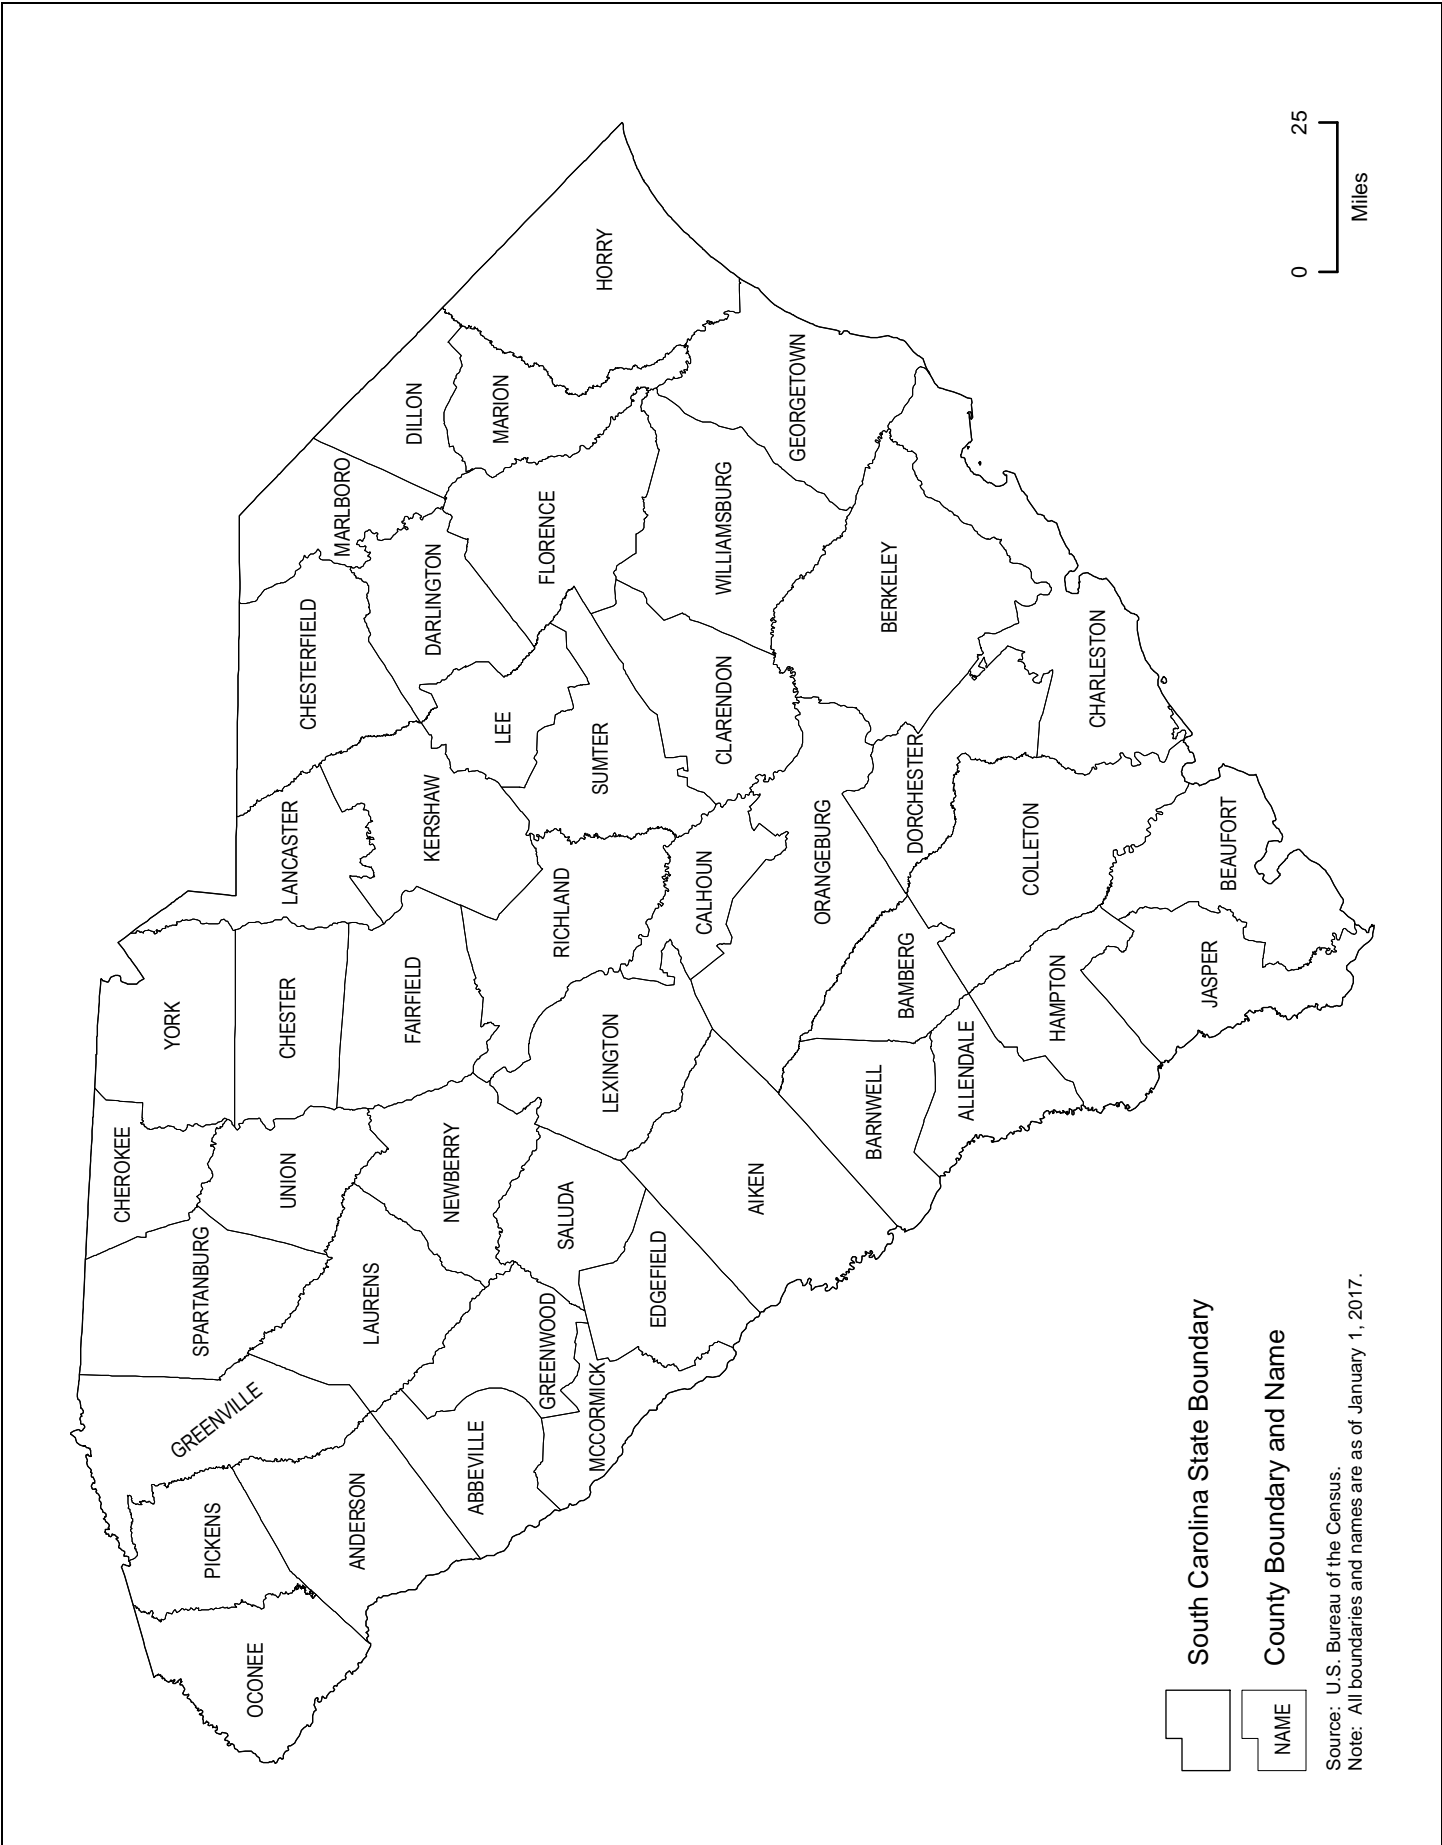 CHEROKEE
YORK
SPARTANBURG
GREENVILLE
PICKENS
OCONEE
UNION
CHESTER
LANCASTER
CHESTERFIELD
MARLBORO
DILLON
MARION
HORRY
DARLINGTON
FLORENCE
LEE
KERSHAW
FAIRFIELD
NEWBERRY
LAURENS
ANDERSON
ABBEVILLE
GREENWOOD
MCCORMICK
SALUDA
EDGEFIELD
LEXINGTON
RICHLAND
SUMTER
CLARENDON
WILLIAMSBURG
GEORGETOWN
CALHOUN
ORANGEBURG
AIKEN
BARNWELL
BAMBERG
ALLENDALE
DORCHESTER
BERKELEY
COLLETON
CHARLESTON
HAMPTON
JASPER
BEAUFORT
0
25
Miles
South Carolina State Boundary
NAME
County Boundary and Name
Source: U.S. Bureau of the Census.
Note: All boundaries and names are as of January 1, 2017.